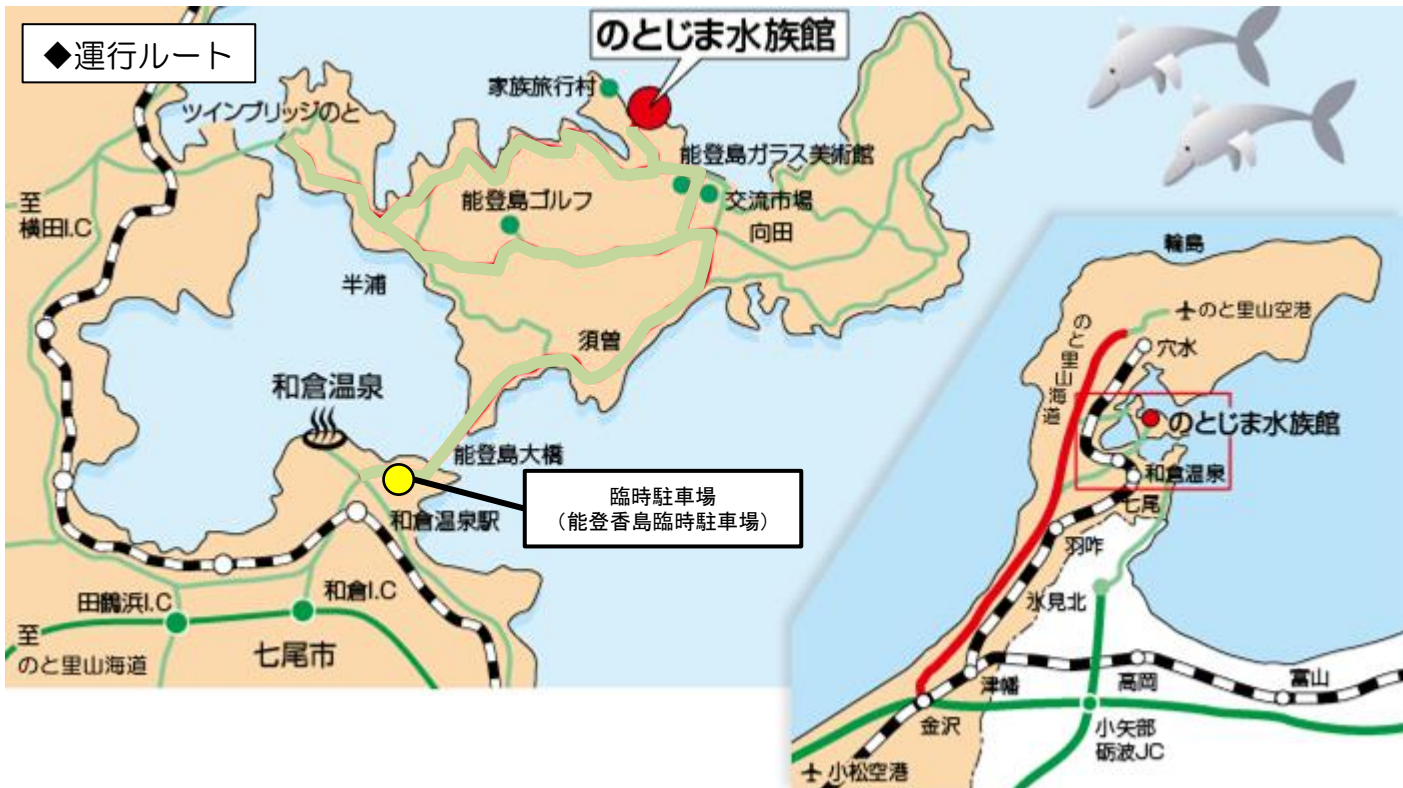 ◆運行ルート
のとじま水族館
家族旅行村
ツインブリッジのと
能登島ガラス美術館
能登島ゴルフ
交流市場
向田
至
横田I.C
半浦
須曽
和倉温泉
能登島大橋
臨時駐車場
（能登香島臨時駐車場）
和倉温泉駅
田鶴浜I.C
和倉I.C
至
のと里山海道
七尾市
輪島
のと里山空港
のと里山海道
穴水
のとじま水族館
和倉温泉
七尾
羽咋
氷見北
津幡
高岡
富山
金沢
小矢部
砺波JC
小松空港